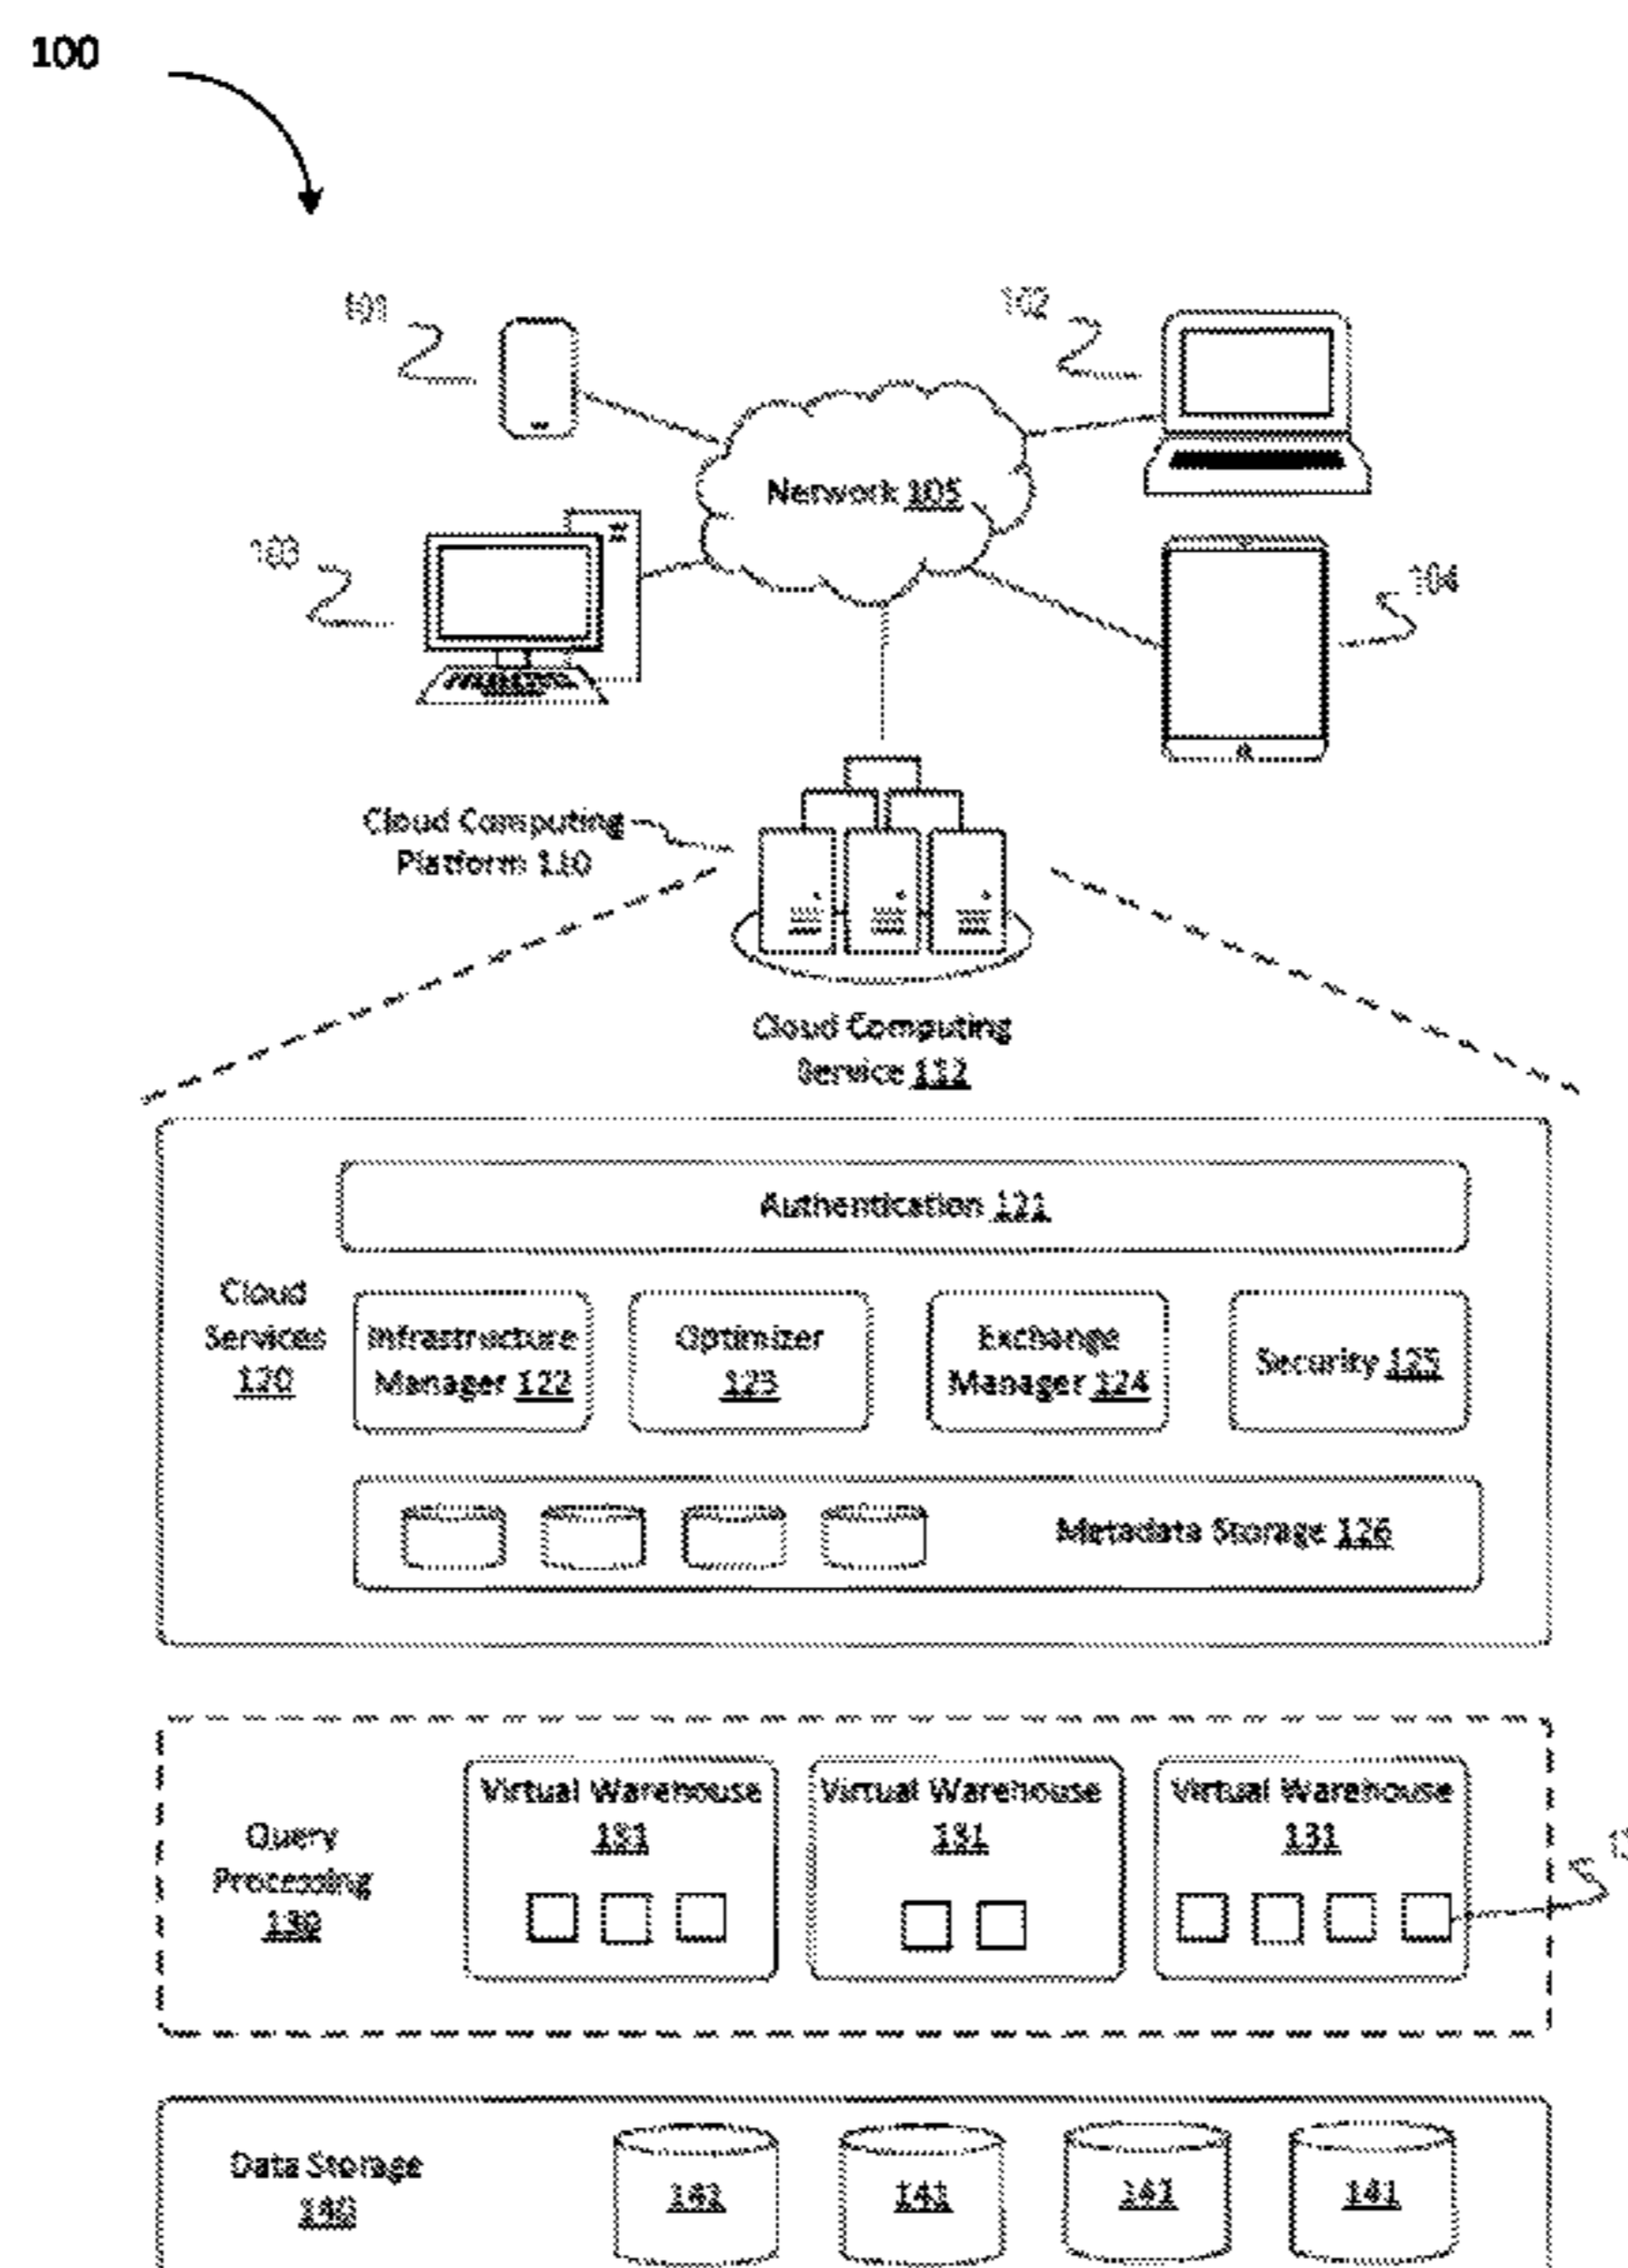 100
101
102
Network 105
103
104
Cloud Computing
Platform 110
Cloud Computing
Service 112
Authentication 121
Cloud
Services
120
Infrastructure
Manager 122
Optimizer
123
Exchange
Manager 124
Security 125
Metadata Storage 126
Query
Processing
130
Virtual Warehouse
131
Virtual Warehouse
131
Virtual Warehouse
131
Data Storage
140
141
141
141
141